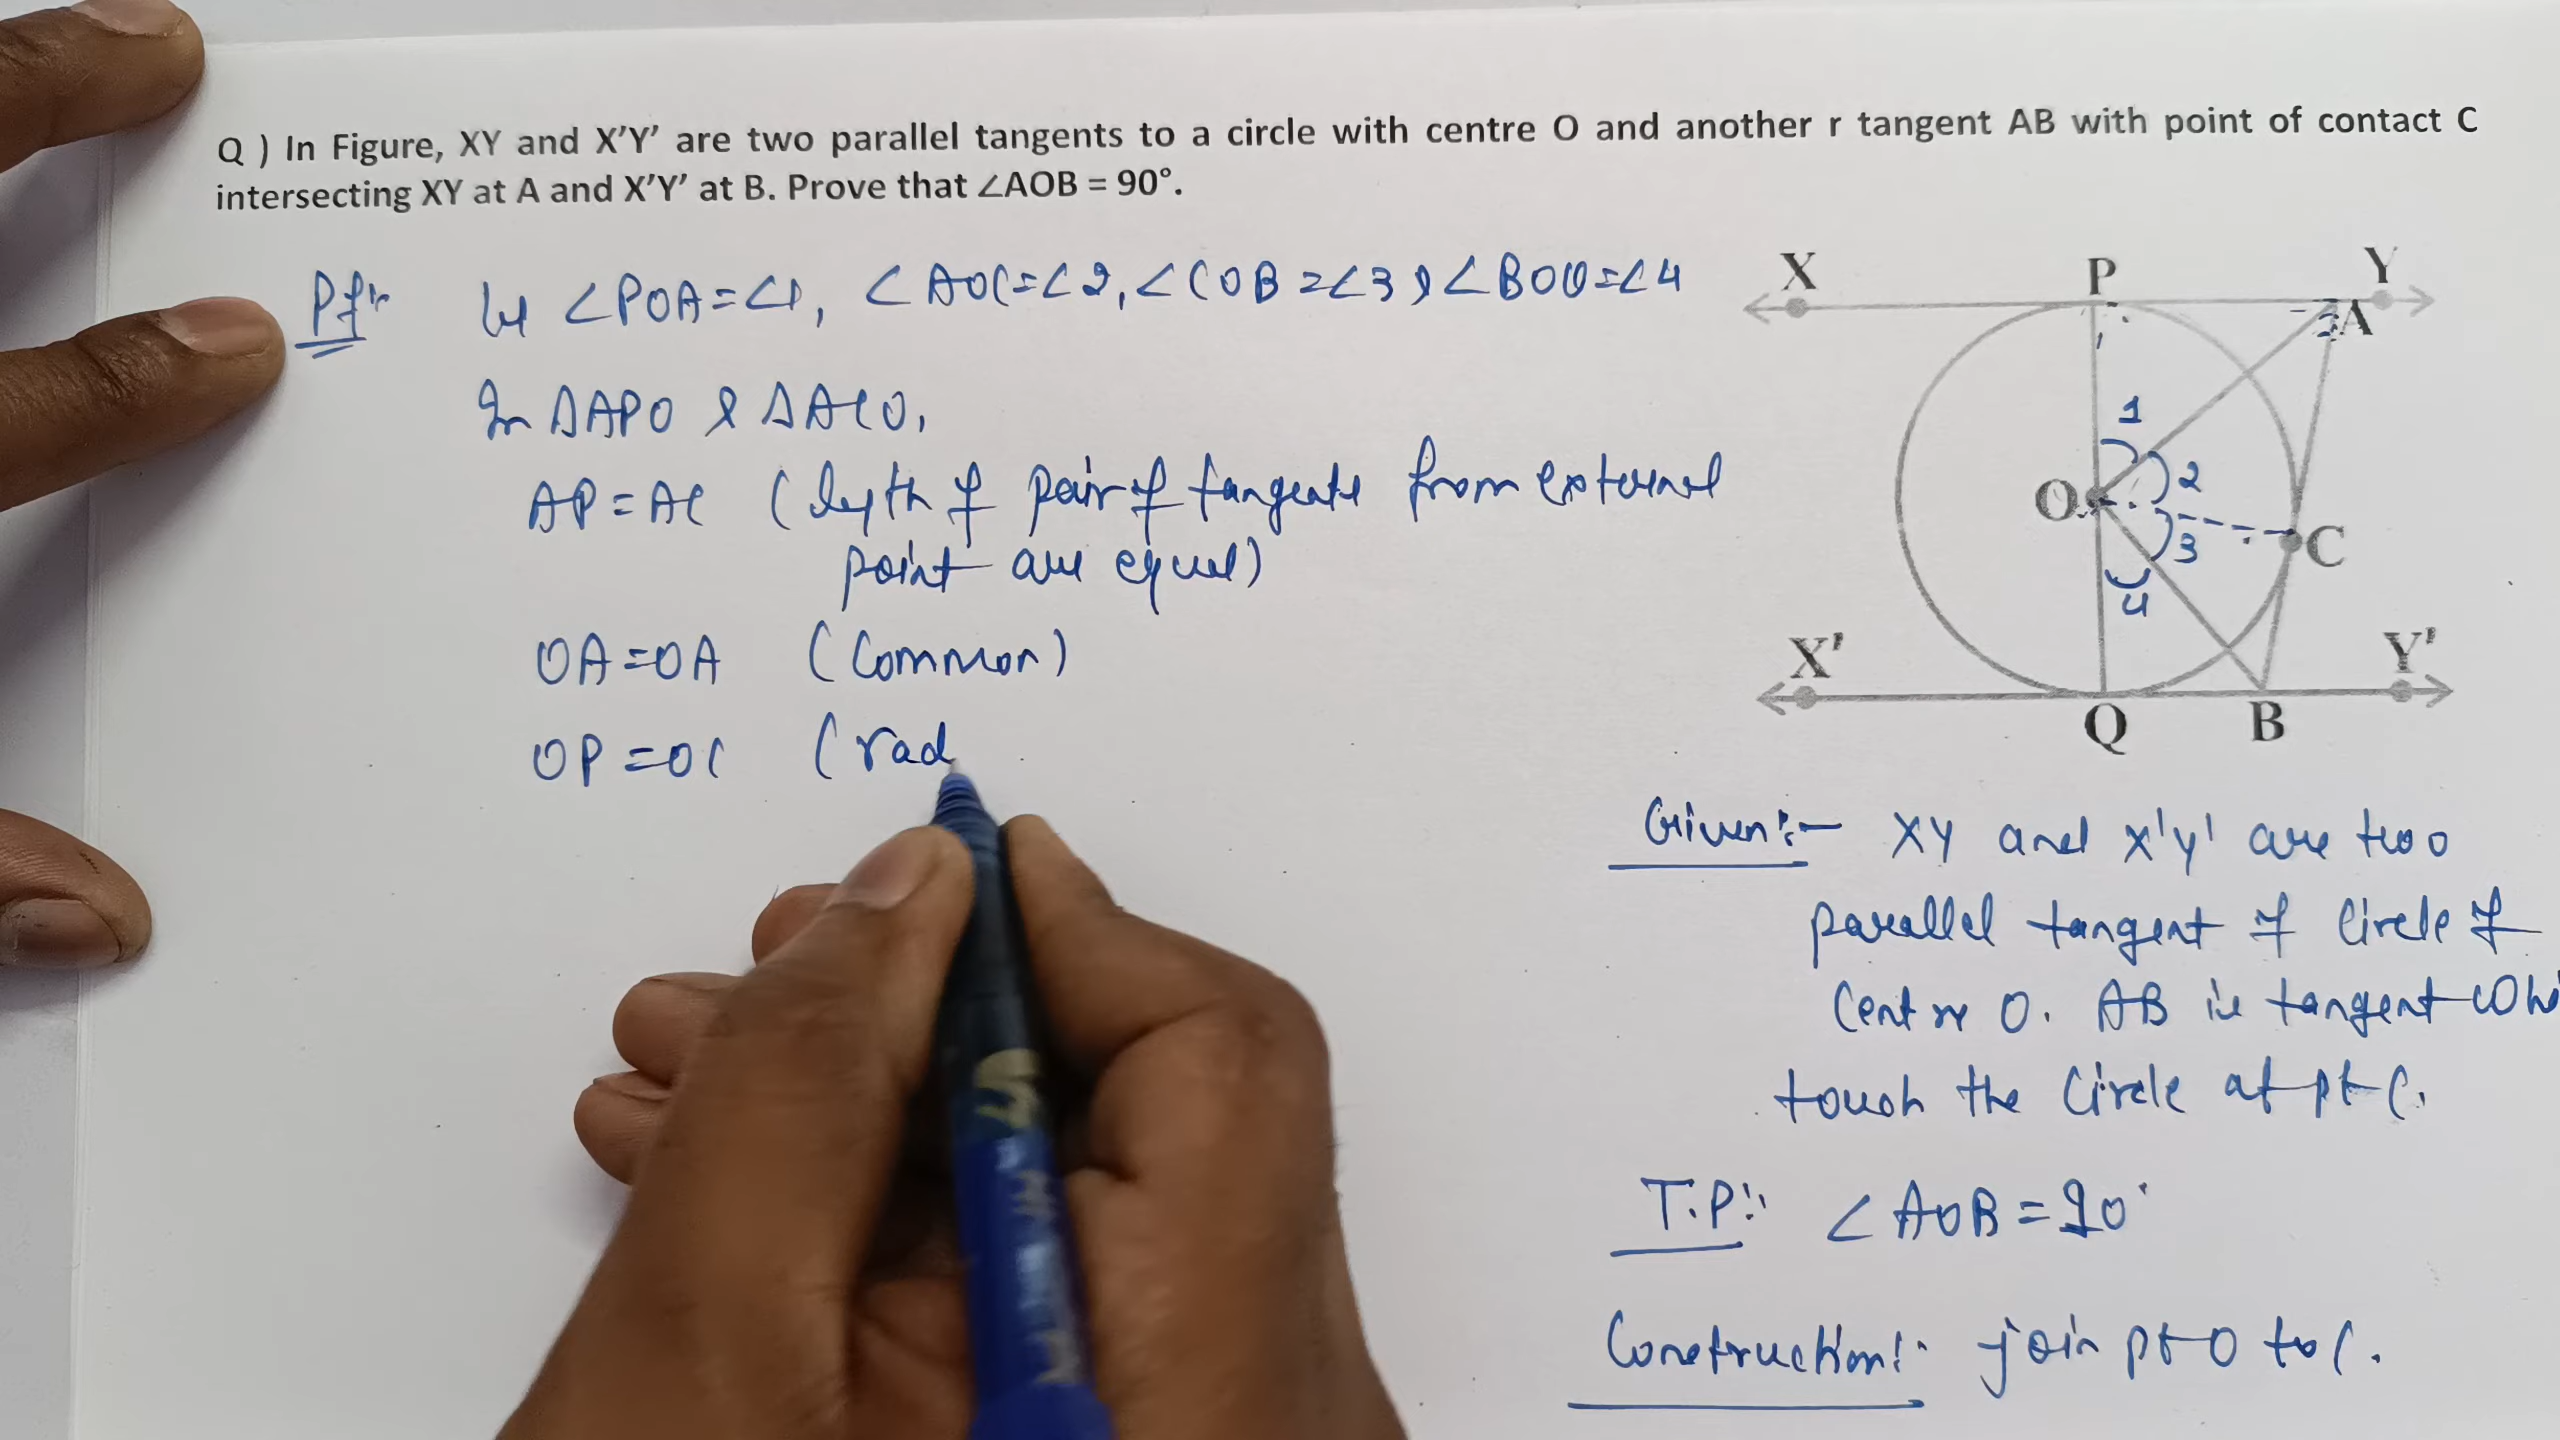 Q ) In Figure, XY and X'Y' are two parallel tangents to a circle with centre O and another r tangent AB with point of contact C
intersecting XY at A and X'Y' at B. Prove that ∠AOB = 90°.
Pf:- let ∠POA=∠1, ∠AOC=∠2, ∠COB=∠3 & ∠BOQ=∠4
In ΔAPO & ΔACO,
AP=AC (length of pair of tangents from external
point are equal)
OA=OA (Common)
OP=OC (rad
X P Y
A
1
2
O
3
C
4
X' Y'
Q B
Given:- XY and X'Y' are two
parallel tangent of Circle of
Centre O. AB is tangent whi
touch the Circle at pt C.
T.P:- ∠AOB=90°
Construction:- join pt O to C.